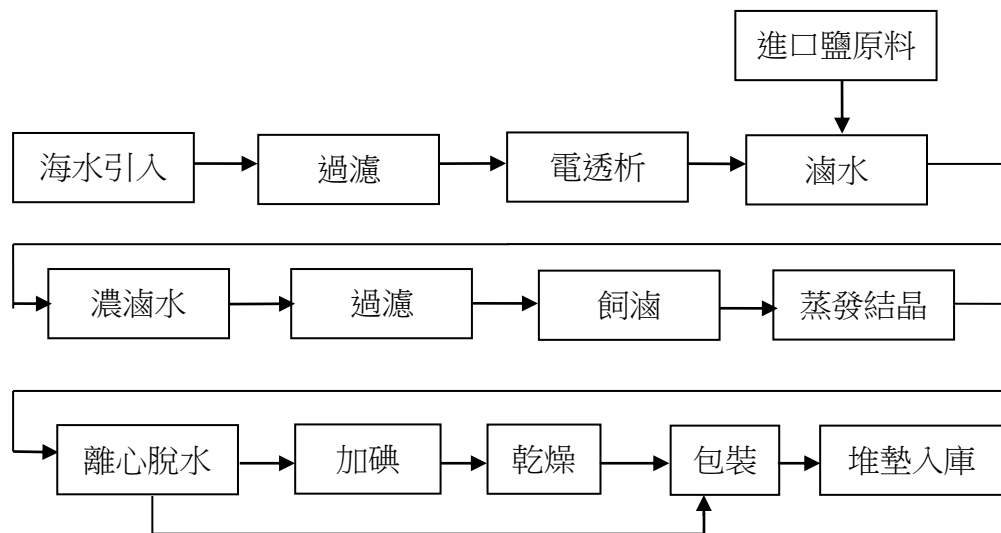 進口鹽原料
海水引入
過濾
電透析
滷水
濃滷水
過濾
飼滷
蒸發結晶
離心脫水
加碘
乾燥
包裝
堆墊入庫